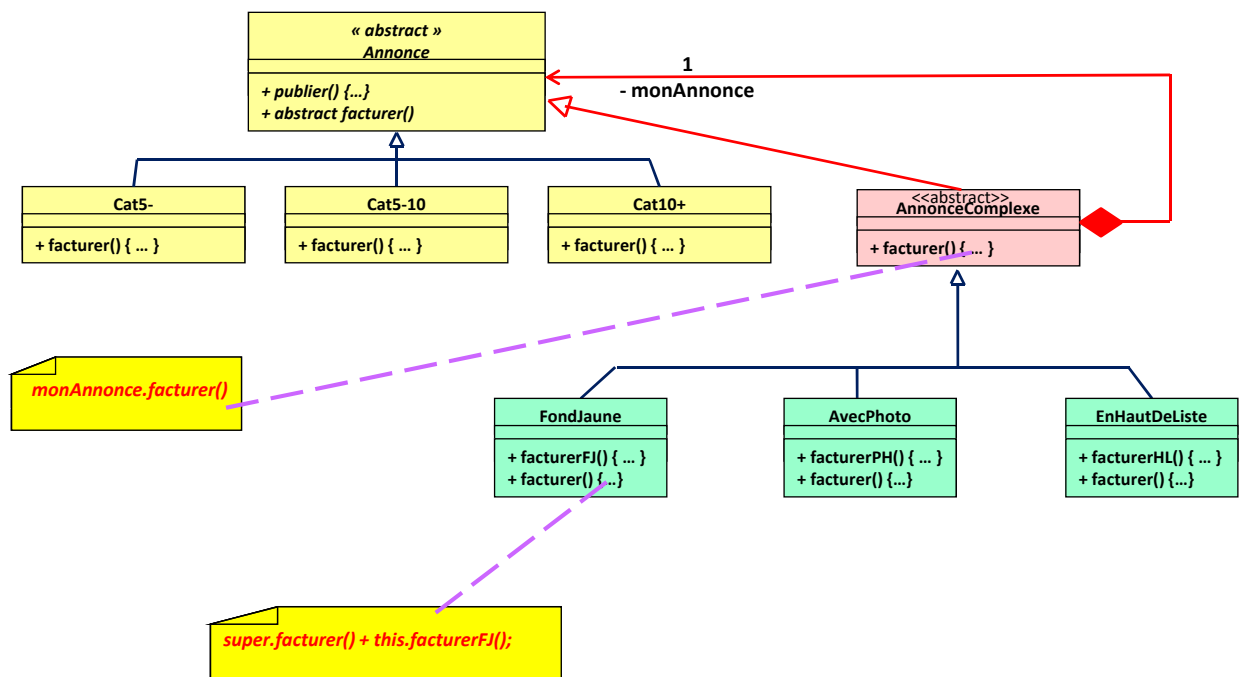 « abstract »
Annonce
+ publier() {…}
+ abstract facturer()
1
- monAnnonce
Cat5-
+ facturer() { … }
Cat5-10
+ facturer() { … }
Cat10+
+ facturer() { … }
<<abstract>>
AnnonceComplexe
+ facturer() { … }
monAnnonce.facturer()
FondJaune
+ facturerFJ() { … }
+ facturer() {…}
AvecPhoto
+ facturerPH() { … }
+ facturer() {…}
EnHautDeListe
+ facturerHL() { … }
+ facturer() {…}
super.facturer() + this.facturerFJ();